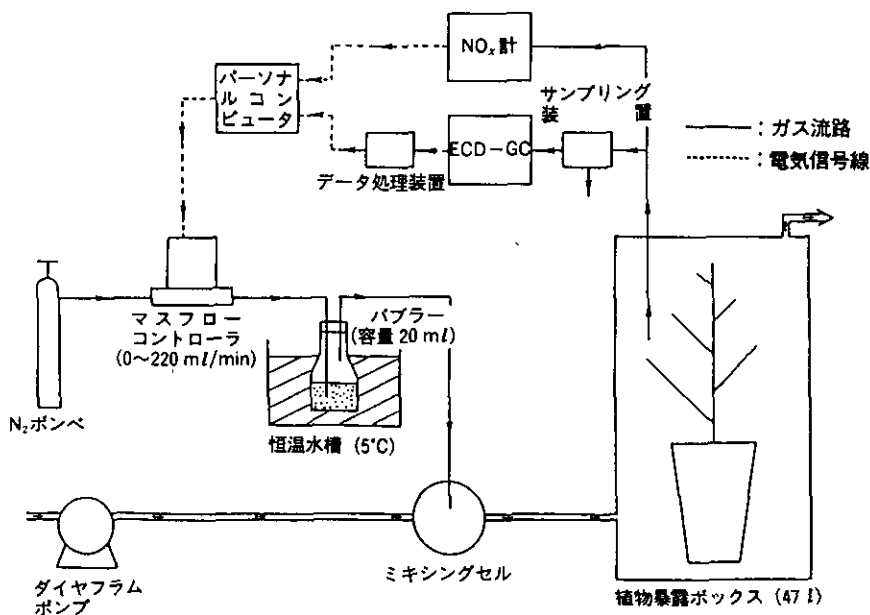 NOx計
パーソナ
ルコン
ピュータ
サンプリング
装置
ECD－GC
データ処理装置
――：ガス流路
-----：電気信号線
マスフロー
コントローラ
(0～220 ml/min)
バブラー
(容量 20 ml)
N₂ボンベ
恒温水槽 (5°C)
ダイヤフラム
ポンプ
ミキシングセル
植物暴露ボックス (47 l)